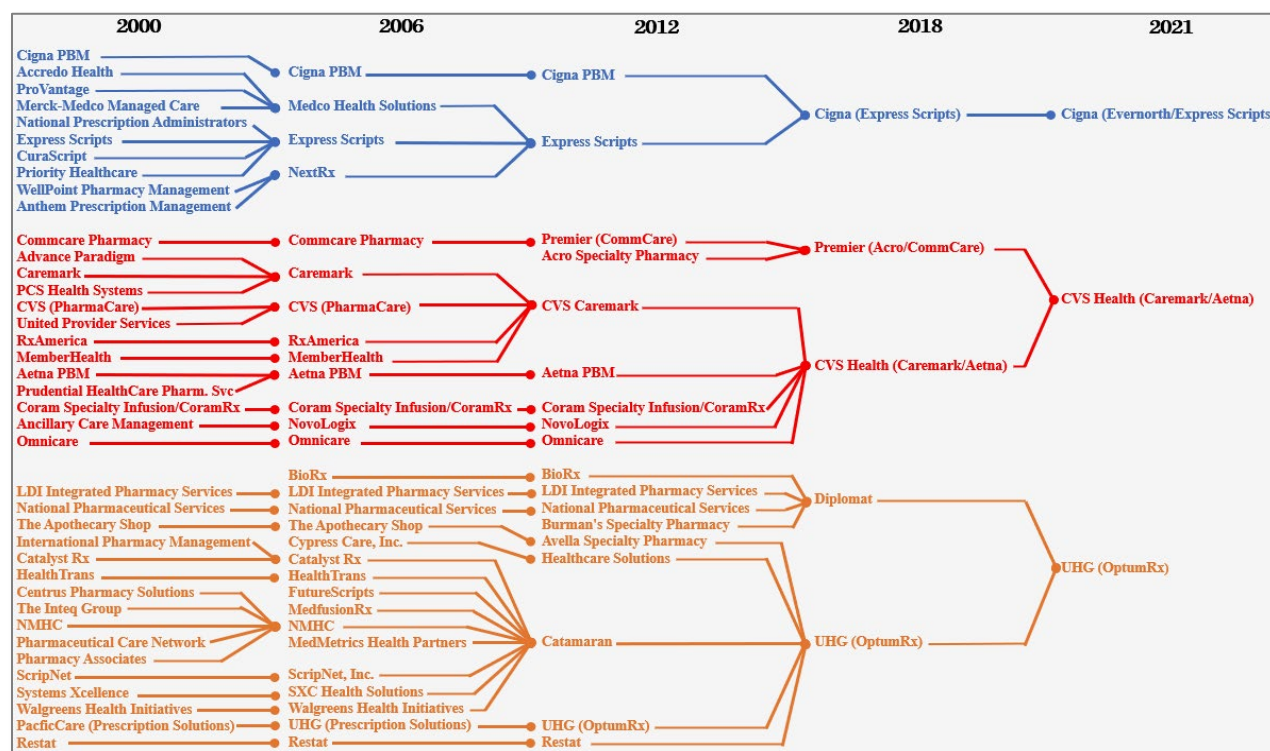 2000 2006 2012 2018 2021
Cigna PBM
Accredo Health Cigna PBM Cigna PBM
ProVantage
Merck-Medco Managed Care Medco Health Solutions
Cigna (Express Scripts) Cigna (Evernorth/Express Scripts
National Prescription Administrators
Express Scripts Express Scripts Express Scripts
CuraScript
Priority Healthcare NextRx
WellPoint Pharmacy Management
Anthem Prescription Management
Commcare Pharmacy Commcare Pharmacy Premier (CommCare)
Premier (Acro/CommCare)
Advance Paradigm Acro Specialty Pharmacy
Caremark Caremark
PCS Health Systems
CVS Health (Caremark/Aetna)
CVS (PharmaCare) CVS (PharmaCare) CVS Caremark
United Provider Services
RxAmerica RxAmerica
MemberHealth MemberHealth
CVS Health (Caremark/Aetna)
Aetna PBM Aetna PBM Aetna PBM
Prudential HealthCare Pharm. Svc
Coram Specialty Infusion/CoramRx Coram Specialty Infusion/CoramRx Coram Specialty Infusion/CoramRx
Ancillary Care Management NovoLogix NovoLogix
Omnicare Omnicare Omnicare
BioRx BioRx
LDI Integrated Pharmacy Services LDI Integrated Pharmacy Services LDI Integrated Pharmacy Services
Diplomat
National Pharmaceutical Services National Pharmaceutical Services National Pharmaceutical Services
The Apothecary Shop The Apothecary Shop Burman's Specialty Pharmacy
International Pharmacy Management Cypress Care, Inc. Avella Specialty Pharmacy
Catalyst Rx Catalyst Rx Healthcare Solutions
UHG (OptumRx)
HealthTrans HealthTrans
Centrus Pharmacy Solutions FutureScripts
The Inteq Group MedfusionRx
NMHC NMHC
Pharmaceutical Care Network MedMetrics Health Partners Catamaran UHG (OptumRx)
Pharmacy Associates
ScripNet ScripNet, Inc.
Systems Xcellence SXC Health Solutions
Walgreens Health Initiatives Walgreens Health Initiatives
PacficCare (Prescription Solutions) UHG (Prescription Solutions) UHG (OptumRx)
Restat Restat Restat